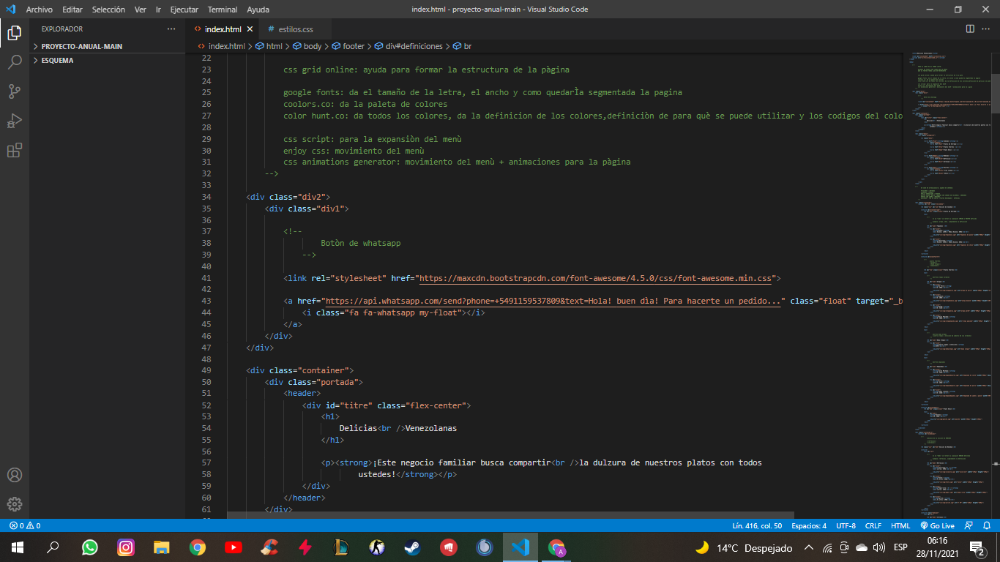 Archivo Editar Selección Ver Ir Ejecutar Terminal Ayuda
index.html - proyecto-anual-main - Visual Studio Code
EXPLORADOR
index.html
estilos.css
PROYECTO-ANUAL-MAIN
ESQUEMA
index.html > html > body > footer > div#definiciones > br
22
23 css grid online: ayuda para formar la estructura de la pàgina
24
25 google fonts: da el tamaño de la letra, el ancho y como quedarÌa segmentada la pagina
26 coolors.co: da la paleta de colores
27 color hunt.co: da todos los colores, da la definicion de los colores,definiciòn de para què se puede utilizar y los codigos del colo
28
29 css script: para la expansiòn del menù
30 enjoy css: movimiento del menù
31 css animations generator: movimiento del menù + animaciones para la pàgina
32 -->
33
34 <div class="div2">
35 <div class="div1">
36
37 <!--
38 Botòn de whatsapp
39 -->
40
41 <link rel="stylesheet" href="https://maxcdn.bootstrapcdn.com/font-awesome/4.5.0/css/font-awesome.min.css">
42
43 <a href="https://api.whatsapp.com/send?phone=+5491159537809&text=Hola! buen dìa! Para hacerte un pedido..." class="float" target="_b
44 <i class="fa fa-whatsapp my-float"></i>
45 </a>
46 </div>
47 </div>
48
49 <div class="container">
50 <div class="portada">
51 <header>
52 <div id="titre" class="flex-center">
53 <h1>
54 Delicias<br />Venezolanas
55 </h1>
56
57 <p><strong>¡Este negocio familiar busca compartir<br />la dulzura de nuestros platos con todos
58 ustedes!</strong></p>
59 </div>
60 </header>
61 </div>
0 0
Lín. 416, col. 50 Espacios: 4 UTF-8 CRLF HTML Go Live
14°C Despejado
ESP
06:16
28/11/2021
2